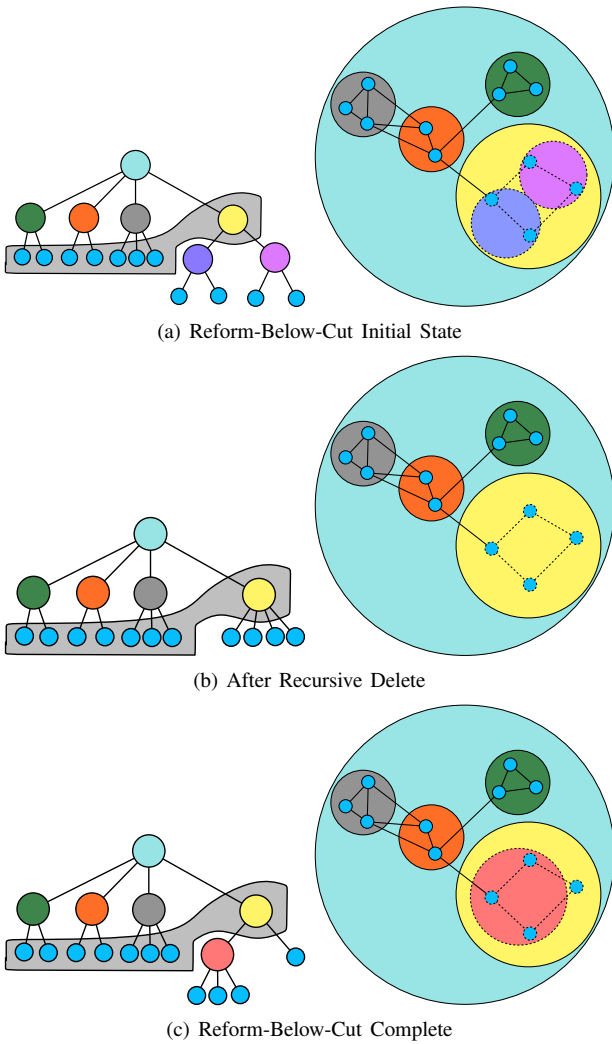 (a) Reform-Below-Cut Initial State
(b) After Recursive Delete
(c) Reform-Below-Cut Complete